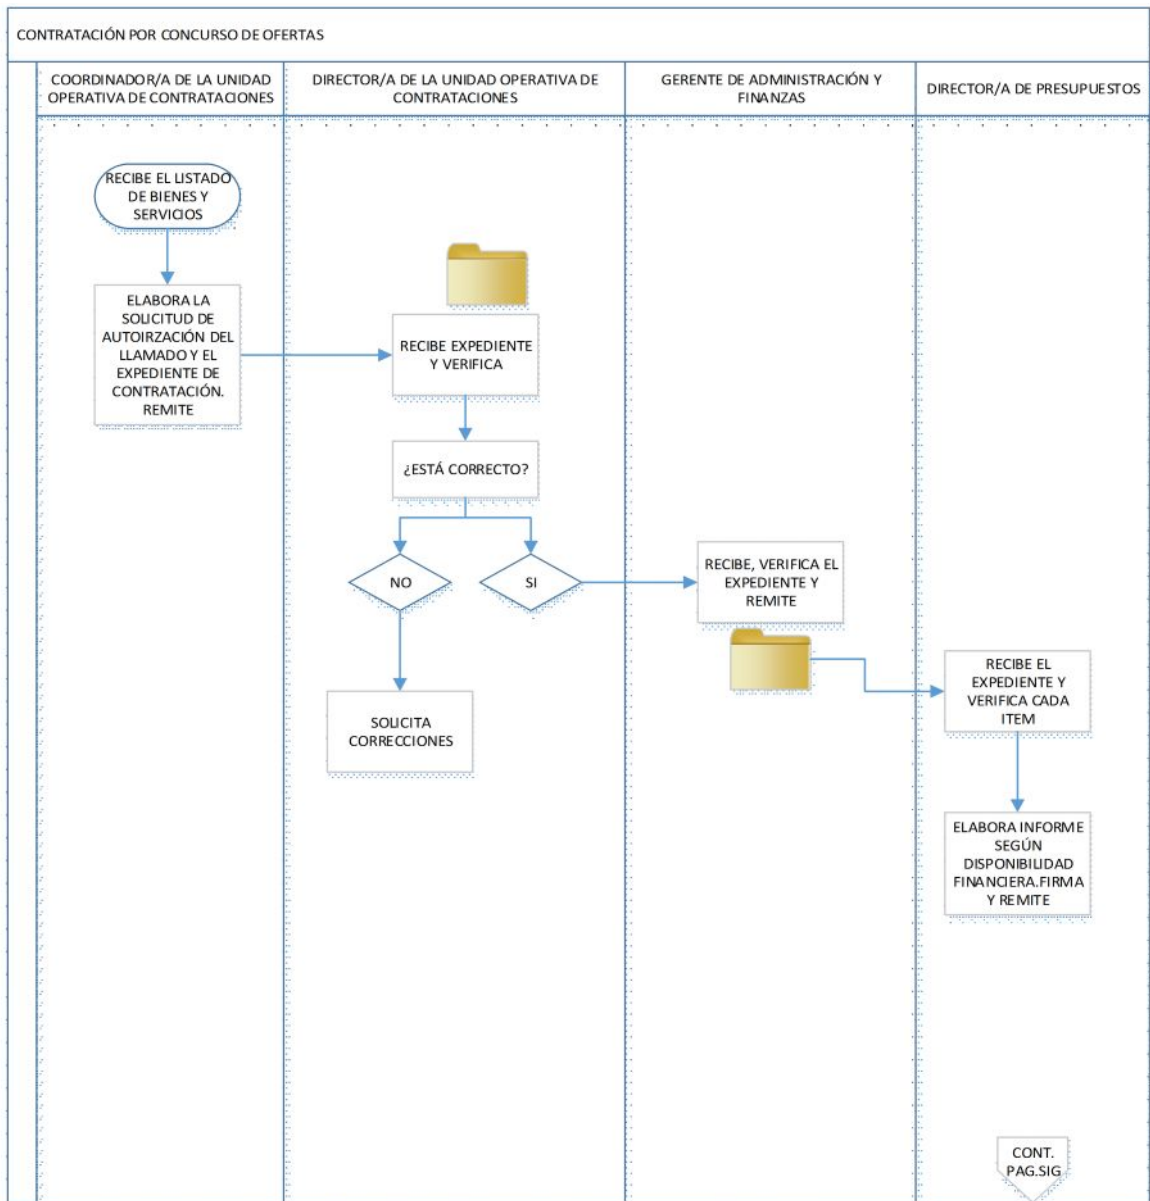 CONTRATACIÓN POR CONCURSO DE OFERTAS
COORDINADOR/A DE LA UNIDAD
OPERATIVA DE CONTRATACIONES
DIRECTOR/A DE LA UNIDAD OPERATIVA DE
CONTRATACIONES
GERENTE DE ADMINISTRACIÓN Y
FINANZAS
DIRECTOR/A DE PRESUPUESTOS
RECIBE EL LISTADO
DE BIENES Y
SERVICIOS
ELABORA LA
SOLICITUD DE
AUTOIRZACIÓN DEL
LLAMADO Y EL
EXPEDIENTE DE
CONTRATACIÓN.
REMITE
RECIBE EXPEDIENTE
Y VERIFICA
¿ESTÁ CORRECTO?
NO
SI
RECIBE, VERIFICA EL
EXPEDIENTE Y
REMITE
SOLICITA
CORRECCIONES
RECIBE EL
EXPEDIENTE Y
VERIFICA CADA
ITEM
ELABORA INFORME
SEGÚN
DISPONIBILIDAD
FINANCIERA.FIRMA
Y REMITE
CONT.
PAG.SIG